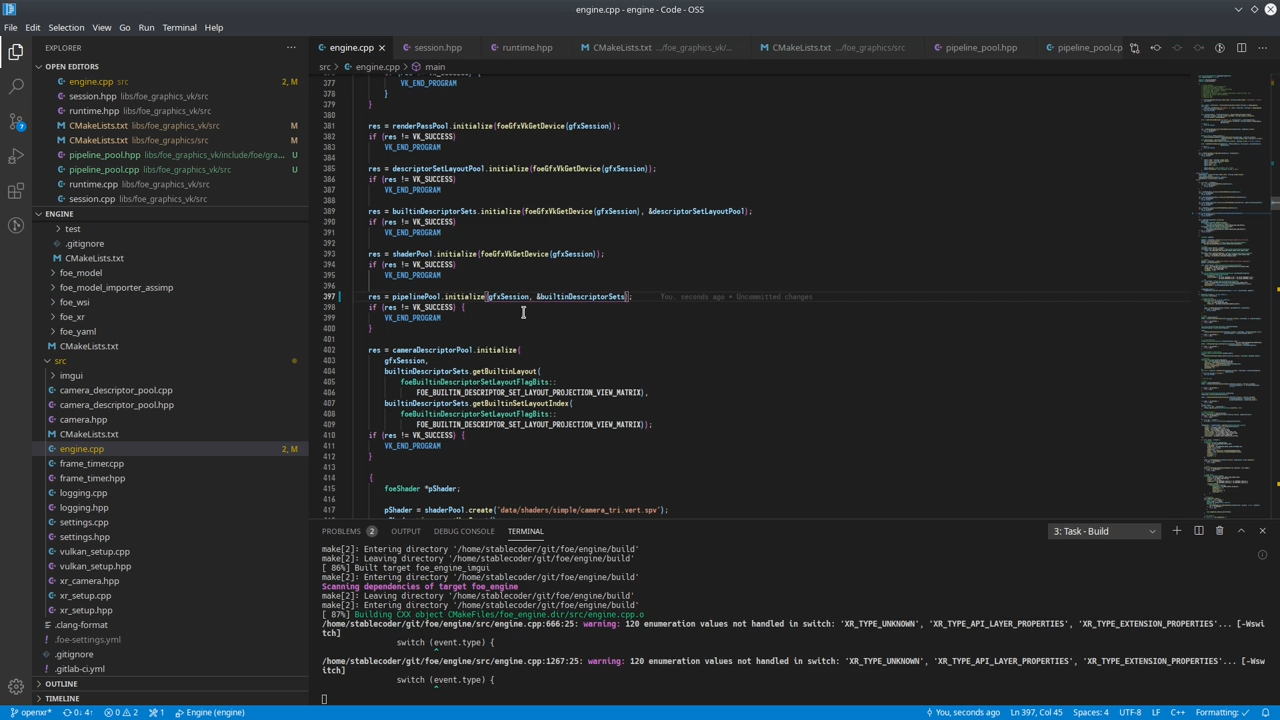 engine.cpp - engine - Code - OSS
File Edit Selection View Go Run Terminal Help
EXPLORER
OPEN EDITORS
engine.cpp src 2, M
session.hpp libs/foe_graphics_vk/src
runtime.hpp libs/foe_graphics_vk/src
CMakeLists.txt libs/foe_graphics_vk/src M
CMakeLists.txt libs/foe_graphics_vk/src M
pipeline_pool.hpp libs/foe_graphics_vk/include/foe/gra... U
pipeline_pool.cpp libs/foe_graphics_vk/src U
runtime.cpp libs/foe_graphics_vk/src
session.cpp libs/foe_graphics_vk/src
ENGINE
test
.gitignore
CMakeLists.txt
foe_model
foe_model_importer_assimp
foe_wsi
foe_xr
foe_yaml
CMakeLists.txt
src
imgui
camera_descriptor_pool.cpp
camera_descriptor_pool.hpp
camera.hpp
CMakeLists.txt
engine.cpp 2, M
frame_timer.cpp
frame_timer.hpp
logging.cpp
logging.hpp
settings.cpp
settings.hpp
vulkan_setup.cpp
vulkan_setup.hpp
xr_camera.hpp
xr_setup.cpp
xr_setup.hpp
.clang-format
.foe-settings.yml
.gitignore
.gitlab-ci.yml
OUTLINE
TIMELINE
engine.cpp session.hpp runtime.hpp CMakeLists.txt .../foe_graphics_vk/... CMakeLists.txt .../foe_graphics_vk/src pipeline_pool.hpp pipeline_pool.cp
src > engine.cpp > main
377 VK_END_PROGRAM
378 }
379 }
380
381 res = renderPassPool.initialize(foeGfxVkGetDevice(gfxSession));
382 if (res != VK_SUCCESS)
383 VK_END_PROGRAM
384
385 res = descriptorSetLayoutPool.initialize(foeGfxVkGetDevice(gfxSession));
386 if (res != VK_SUCCESS)
387 VK_END_PROGRAM
388
389 res = builtinDescriptorSets.initialize(foeGfxVkGetDevice(gfxSession), &descriptorSetLayoutPool);
390 if (res != VK_SUCCESS)
391 VK_END_PROGRAM
392
393 res = shaderPool.initialize(foeGfxVkGetDevice(gfxSession));
394 if (res != VK_SUCCESS)
395 VK_END_PROGRAM
396
397 res = pipelinePool.initialize(gfxSession, &builtinDescriptorSets); You, seconds ago • Uncommitted changes
398 if (res != VK_SUCCESS) {
399 VK_END_PROGRAM
400 }
401
402 res = cameraDescriptorPool.initialize(
403 gfxSession,
404 builtinDescriptorSets.getBuiltinLayout(
405 foeBuiltinDescriptorSetLayoutFlagBits::
406 FOE_BUILTIN_DESCRIPTOR_SET_LAYOUT_PROJECTION_VIEW_MATRIX),
407 builtinDescriptorSets.getBuiltinSetLayoutIndex(
408 foeBuiltinDescriptorSetLayoutFlagBits::
409 FOE_BUILTIN_DESCRIPTOR_SET_LAYOUT_PROJECTION_VIEW_MATRIX));
410 if (res != VK_SUCCESS) {
411 VK_END_PROGRAM
412 }
413
414 {
415 foeShader *pShader;
416
417 pShader = shaderPool.create("data/shaders/simple/camera_tri.vert.spv");
PROBLEMS 2 OUTPUT DEBUG CONSOLE TERMINAL 3: Task - Build
make[2]: Entering directory '/home/stablecoder/git/foe/engine/build'
make[2]: Leaving directory '/home/stablecoder/git/foe/engine/build'
[ 86%] Built target foe_engine_imgui
make[2]: Entering directory '/home/stablecoder/git/foe/engine/build'
Scanning dependencies of target foe_engine
make[2]: Leaving directory '/home/stablecoder/git/foe/engine/build'
make[2]: Entering directory '/home/stablecoder/git/foe/engine/build'
[ 87%] Building CXX object CMakeFiles/foe_engine.dir/src/engine.cpp.o
/home/stablecoder/git/foe/engine/src/engine.cpp:666:25: warning: 120 enumeration values not handled in switch: 'XR_TYPE_UNKNOWN', 'XR_TYPE_API_LAYER_PROPERTIES', 'XR_TYPE_EXTENSION_PROPERTIES'... [-Wswi
tch]
switch (event.type) {
^
/home/stablecoder/git/foe/engine/src/engine.cpp:1267:25: warning: 120 enumeration values not handled in switch: 'XR_TYPE_UNKNOWN', 'XR_TYPE_API_LAYER_PROPERTIES', 'XR_TYPE_EXTENSION_PROPERTIES'... [-Wsw
itch]
switch (event.type) {
^
openxr* 0↓ 4↑ 0 2 1 Engine (engine) You, seconds ago Ln 397, Col 45 Spaces: 4 UTF-8 LF C++ Formatting: ✓